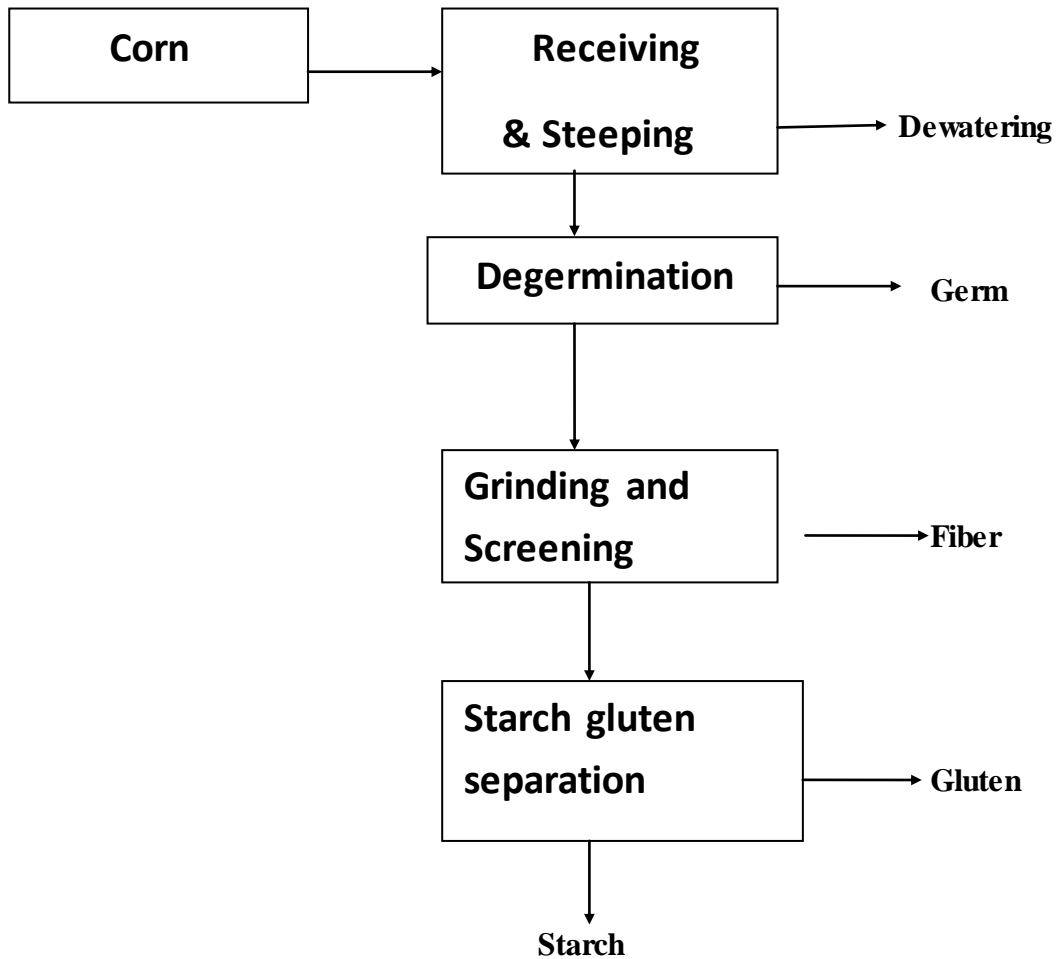 Corn
Receiving
& Steeping
Dewatering
Degermination
Germ
Grinding and
Screening
Fiber
Starch gluten
separation
Gluten
Starch